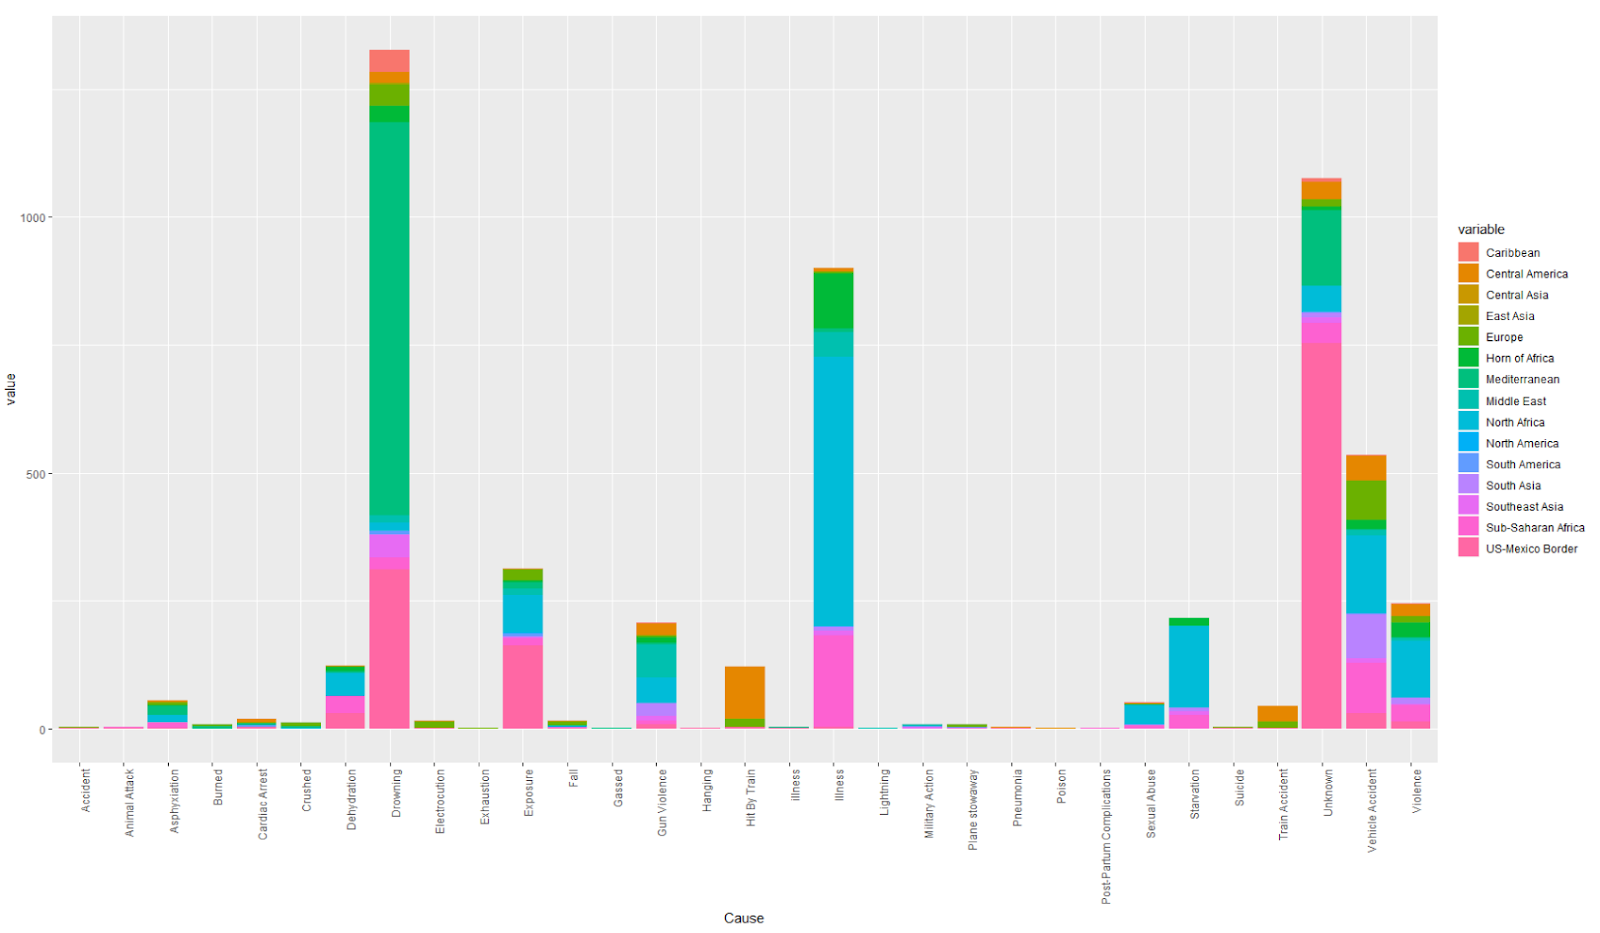 1000
500
0
value
Accident
Animal Attack
Asphyxiation
Burned
Cardiac Arrest
Crushed
Dehydration
Drowning
Electrocution
Exhaustion
Exposure
Fall
Gassed
Gun Violence
Hanging
Hit By Train
illness
Illness
Lightning
Military Action
Plane stowaway
Pneumonia
Poison
Post-Partum Complications
Sexual Abuse
Starvation
Suicide
Train Accident
Unknown
Vehicle Accident
Violence
Cause
variable
Caribbean
Central America
Central Asia
East Asia
Europe
Horn of Africa
Mediterranean
Middle East
North Africa
North America
South America
South Asia
Southeast Asia
Sub-Saharan Africa
US-Mexico Border